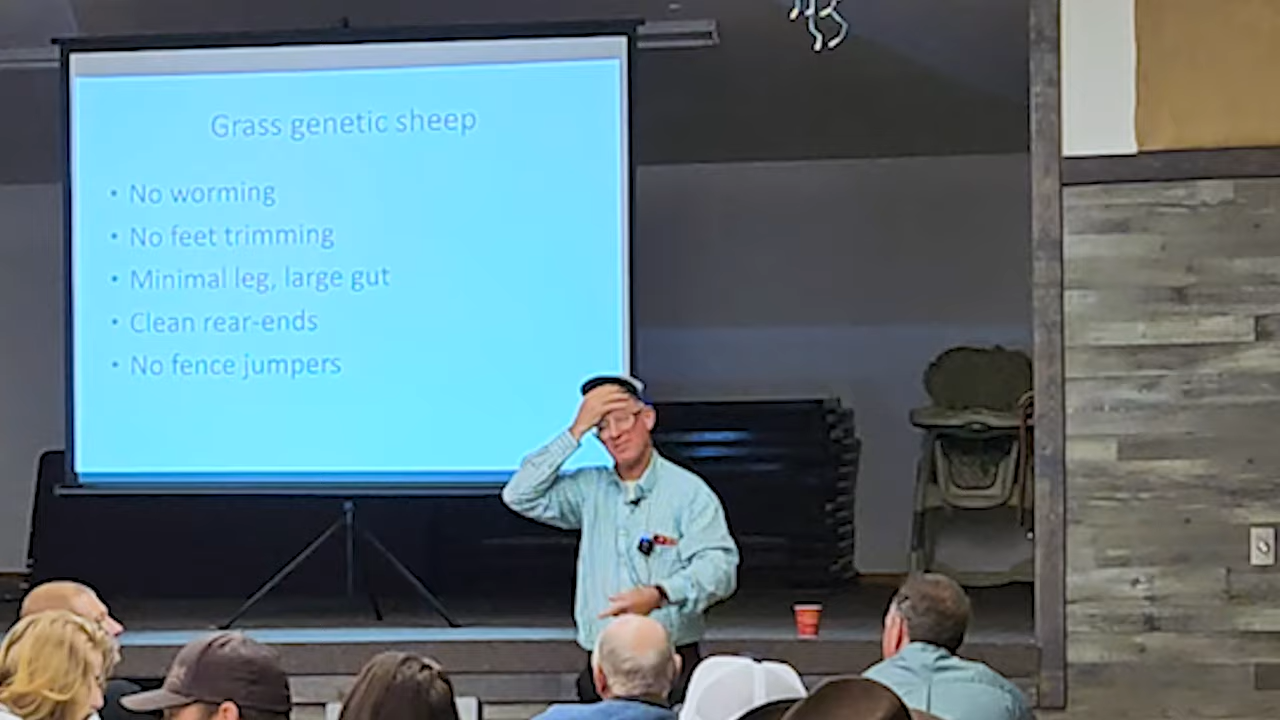 Grass genetic sheep
• No worming
• No feet trimming
• Minimal leg, large gut
• Clean rear-ends
• No fence jumpers